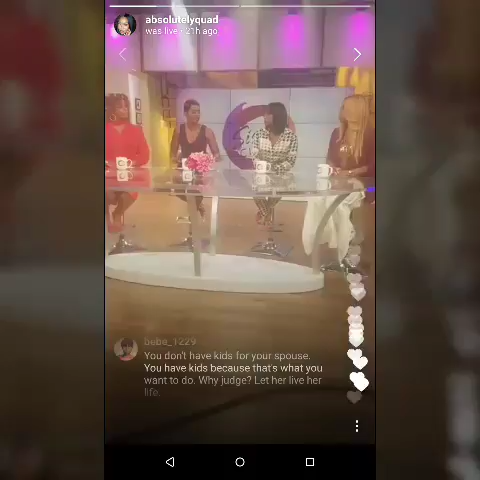 absolutelyquad
was live • 21h ago
bebe_1229
You don't have kids for your spouse.
You have kids because that's what you
want to do. Why judge? Let her live her
life.